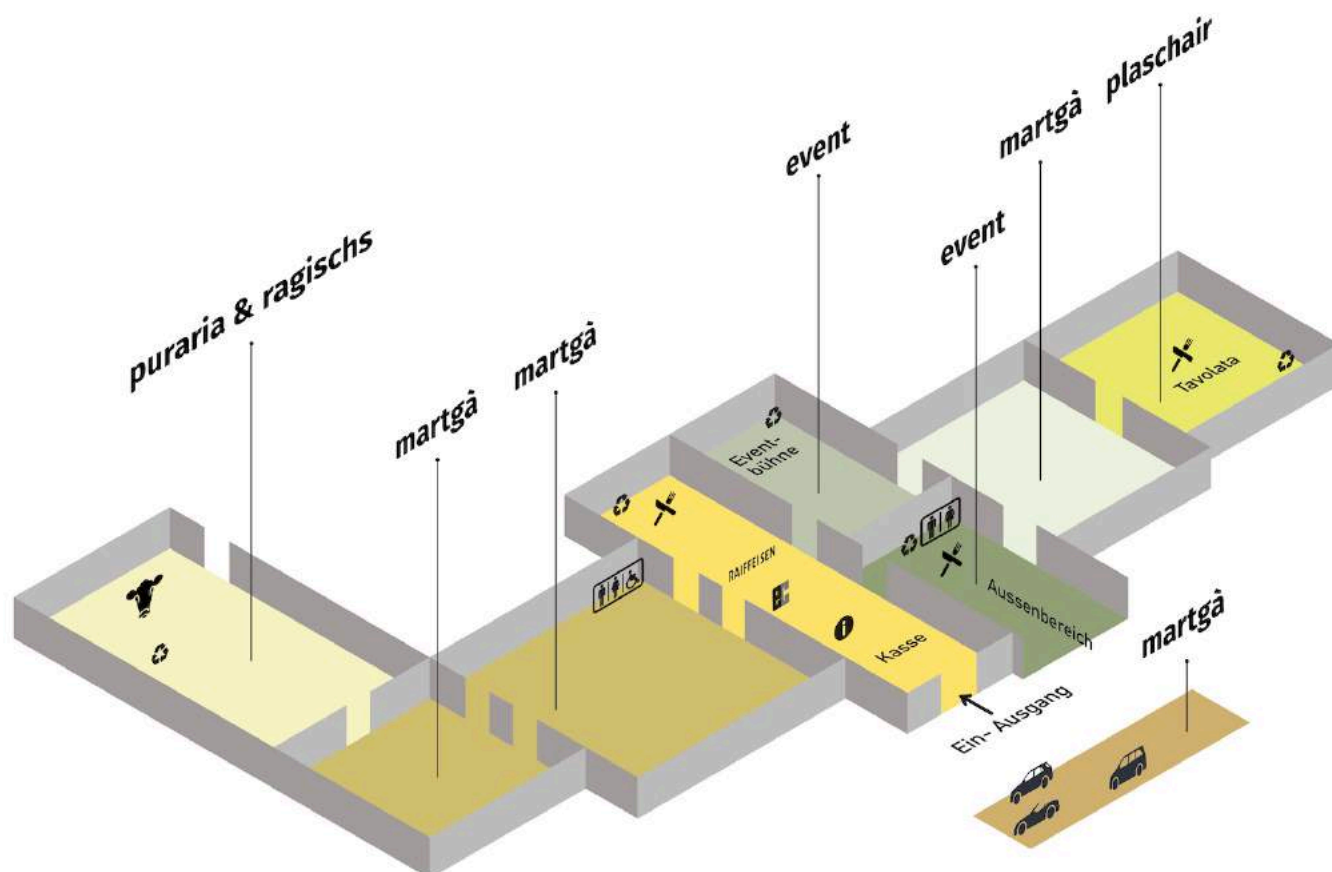 plaschair
martgà
event
event
puraria & ragischs
martgà
martgà
Tavolata
Event-
bühne
RAIFFEISEN
Aussenbereich
i
Kasse
Ein- Ausgang
martgà